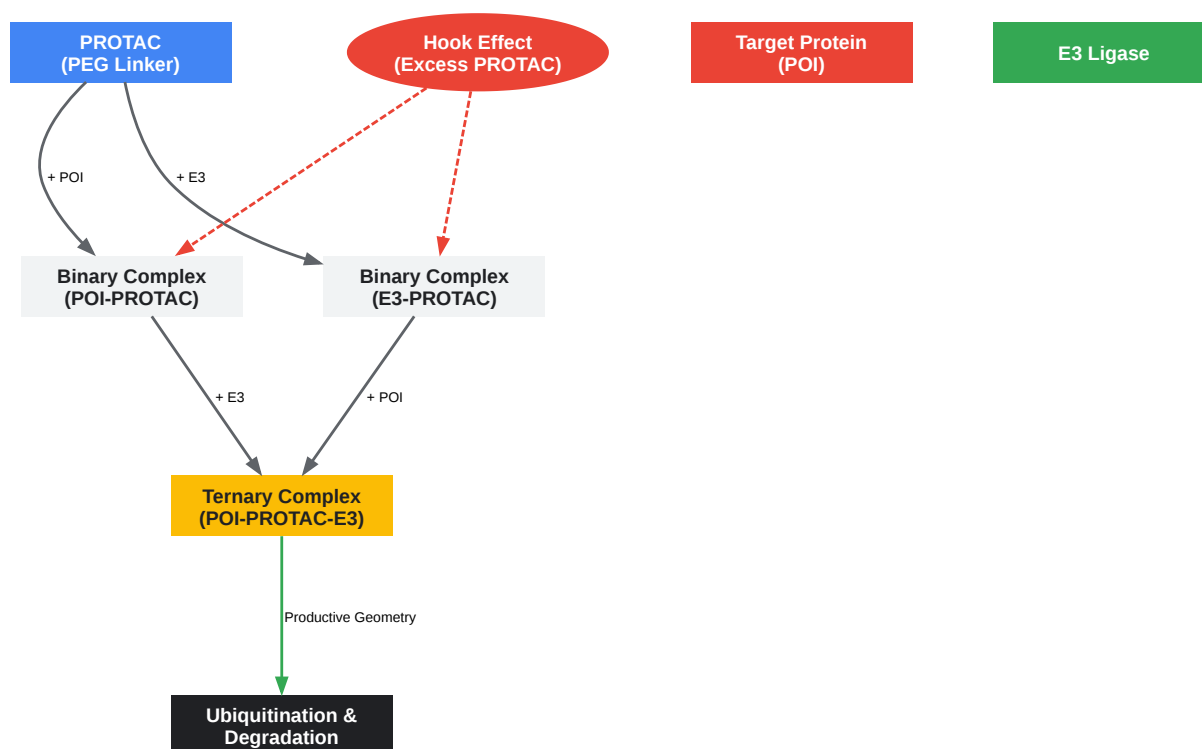 PROTAC
(PEG Linker)
Hook Effect
(Excess PROTAC)
Target Protein
(POI)
E3 Ligase
+ POI
+ E3
Binary Complex
(POI-PROTAC)
Binary Complex
(E3-PROTAC)
+ E3
+ POI
Ternary Complex
(POI-PROTAC-E3)
Productive Geometry
Ubiquitination &
Degradation